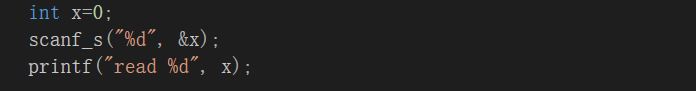 int x=0;
scanf_s("%d", &x);
printf("read %d", x);